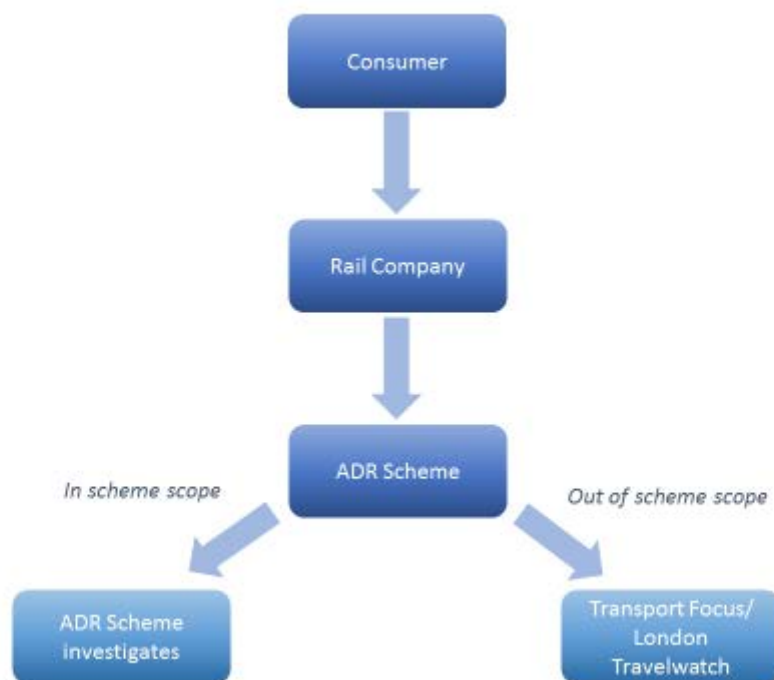 Consumer
Rail Company
ADR Scheme
In scheme scope
Out of scheme scope
ADR Scheme
investigates
Transport Focus/
London
Travelwatch